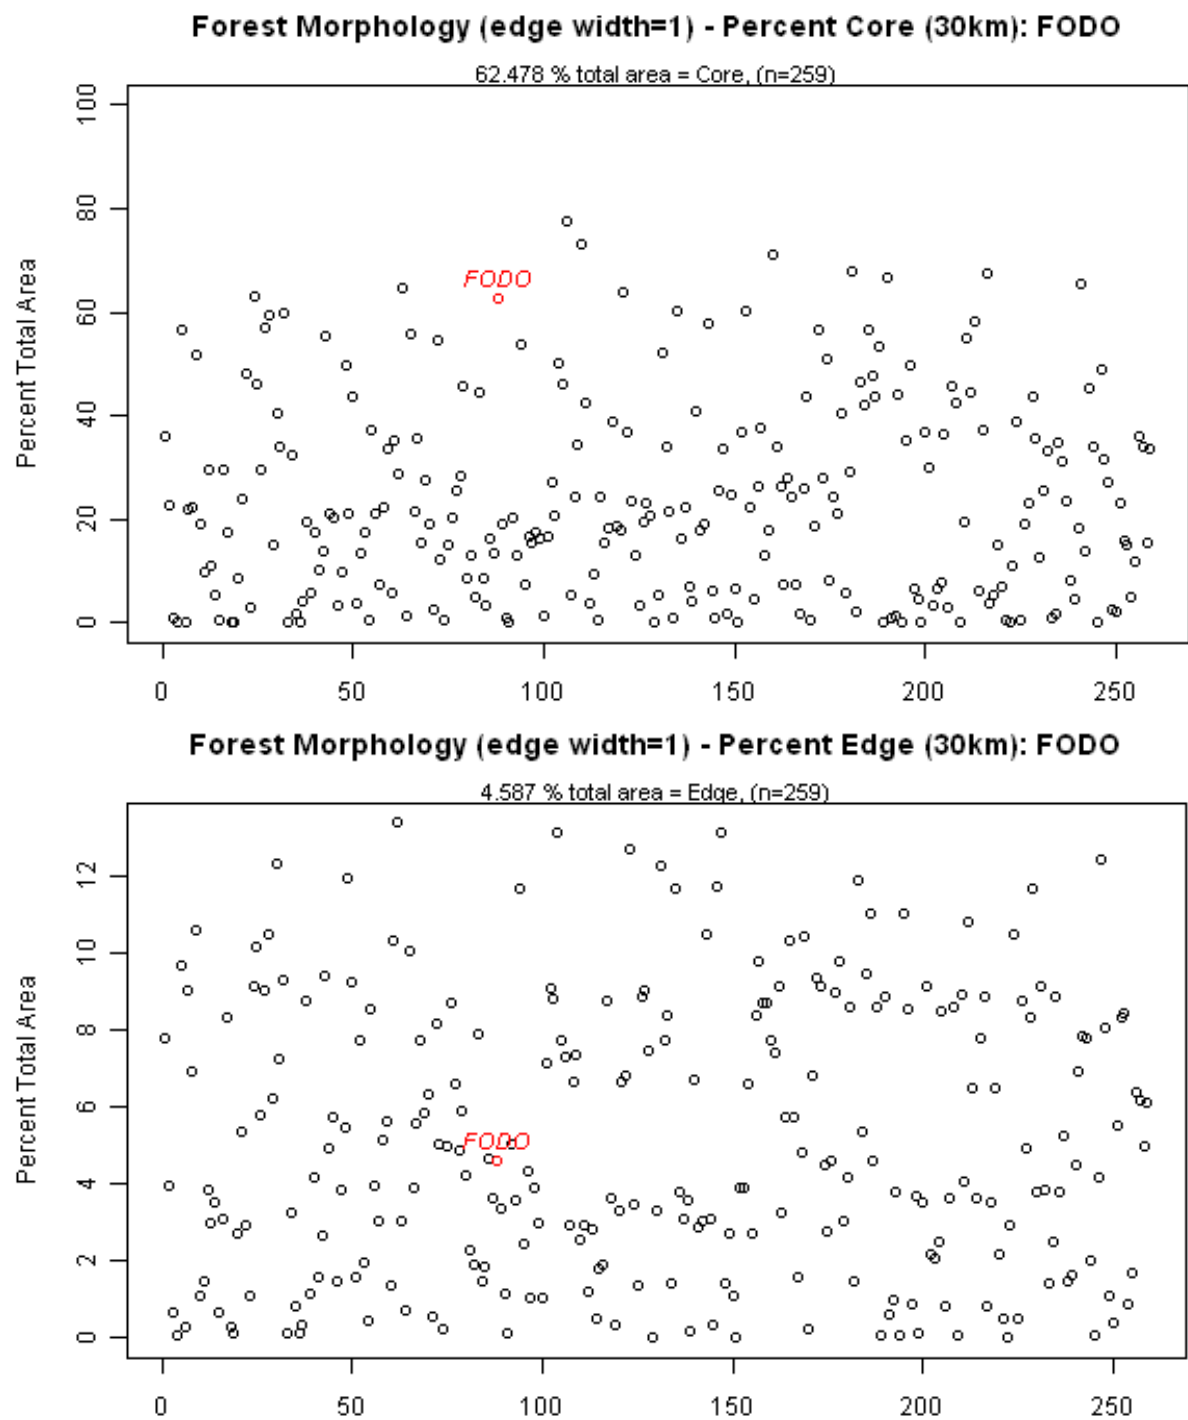 Forest Morphology (edge width=1) - Percent Core (30km): FODO
62.478 % total area = Core, (n=259)
Percent Total Area
100
80
60
40
20
0
FODO
0 50 100 150 200 250
Forest Morphology (edge width=1) - Percent Edge (30km): FODO
4.587 % total area = Edge, (n=259)
Percent Total Area
12
10
8
6
4
2
0
FODO
0 50 100 150 200 250